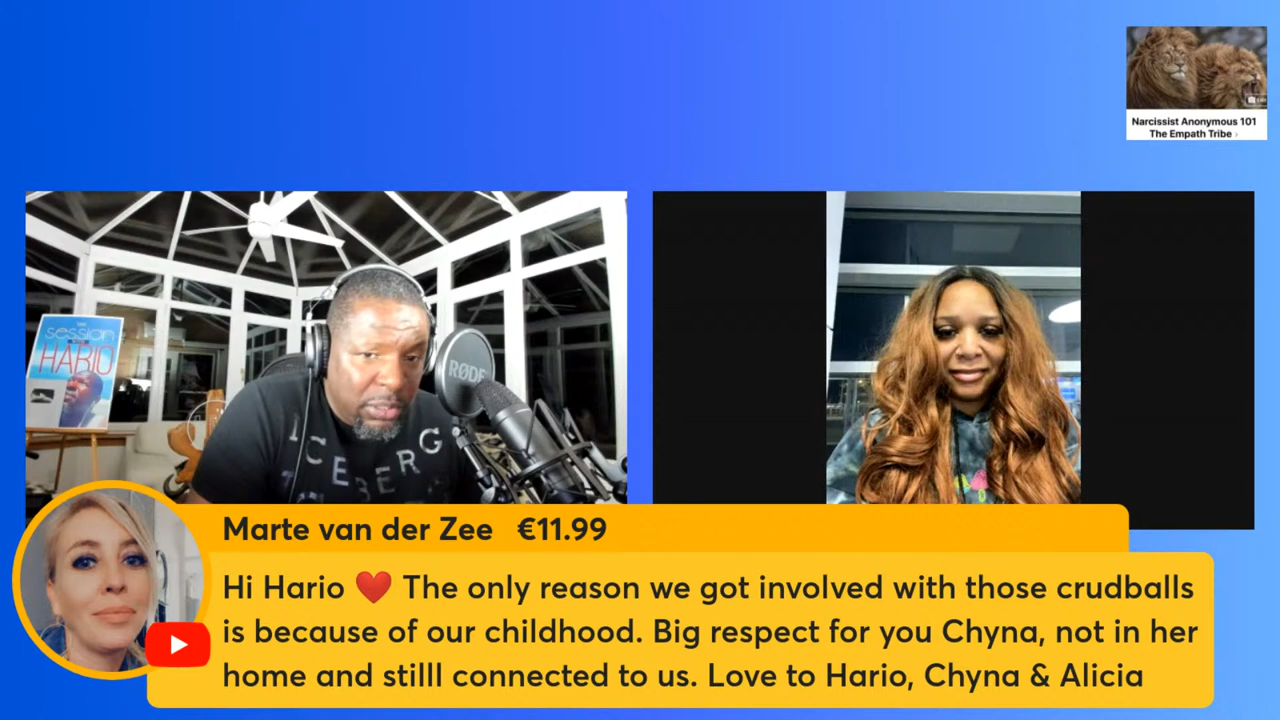 Narcissist Anonymous 101
The Empath Tribe ›
session
HARIO
RØDE
ICEBERG
Marte van der Zee €11.99
Hi Hario ❤️ The only reason we got involved with those crudballs
is because of our childhood. Big respect for you Chyna, not in her
home and stilll connected to us. Love to Hario, Chyna & Alicia